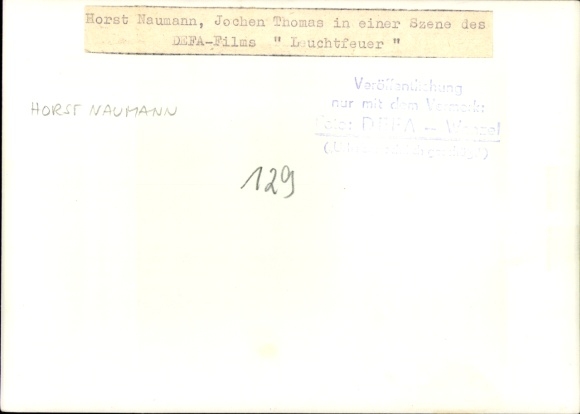 Horst Naumann, Jochen Thomas in einer Szene des
DEFA-Films " Leuchtfeuer "
Veröffentlichung
nur mit dem Vermerk:
Foto: DEFA - Wenzel
HORST NAUMANN
129